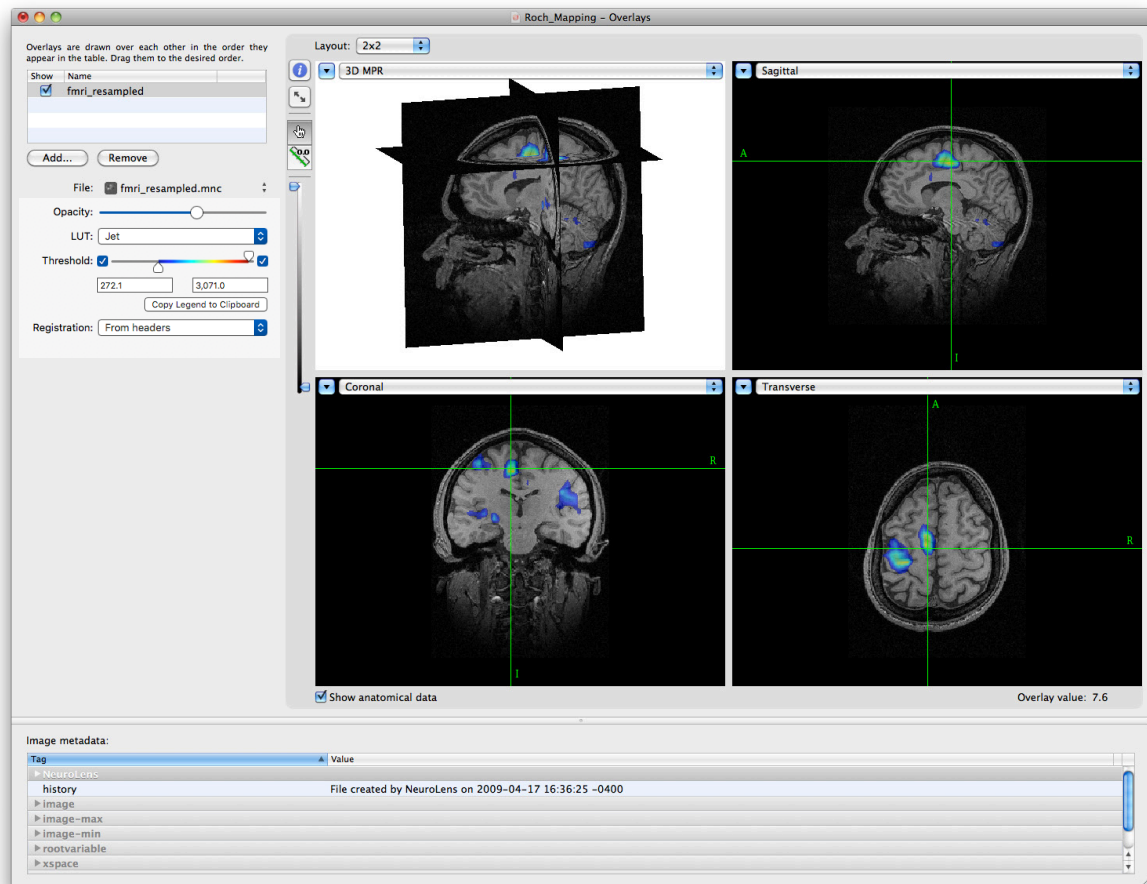 Roch_Mapping - Overlays
Overlays are drawn over each other in the order they
appear in the table. Drag them to the desired order.
Show Name
fmri_resampled
Add... Remove
File: fmri_resampled.mnc
Opacity:
LUT: Jet
Threshold:
272.1 3,071.0
Copy Legend to Clipboard
Registration: From headers
Layout: 2x2
3D MPR
Sagittal
A
I
Coronal
R
I
Transverse
A
R
Show anatomical data
Overlay value: 7.6
Image metadata:
Tag Value
NeuroLens
history File created by NeuroLens on 2009-04-17 16:36:25 -0400
image
image-max
image-min
rootvariable
xspace